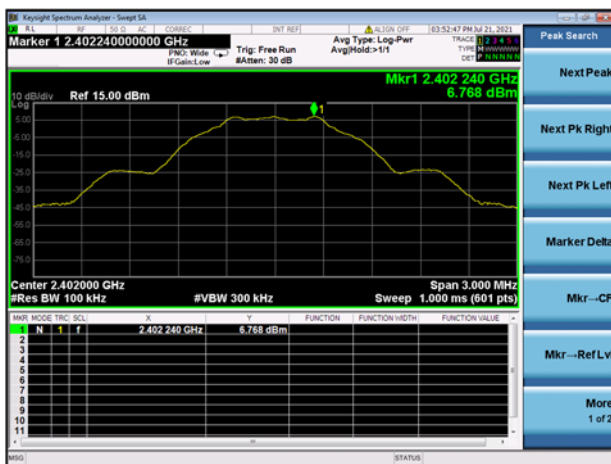 Keysight Spectrum Analyzer - Swept SA
RL RF 50 Ω AC CORREC INT REF ALIGN OFF 03:52:47 PM Jul 21, 2021
Marker 1 2.402240000000 GHz
PNO: Wide
IFGain:Low
Trig: Free Run
#Atten: 30 dB
Avg Type: Log-Pwr
Avg|Hold:>1/1
TRACE 1 2 3 4 5 6
TYPE M
DET P N N N N N
Mkr1 2.402 240 GHz
6.768 dBm
10 dB/div Ref 15.00 dBm
Log
1
5.00
-5.00
-15.0
-25.0
-35.0
-45.0
-55.0
-65.0
-75.0
Center 2.402000 GHz
Span 3.000 MHz
#Res BW 100 kHz
#VBW 300 kHz
Sweep 1.000 ms (601 pts)
MKR MODE TRC SCL X Y FUNCTION FUNCTION WIDTH FUNCTION VALUE
1 N 1 f 2.402 240 GHz 6.768 dBm
2
3
4
5
6
7
8
9
10
11
MSG STATUS
Peak Search
Next Peak
Next Pk Right
Next Pk Left
Marker Delta
Mkr→CF
Mkr→Ref Lvl
More
1 of 2